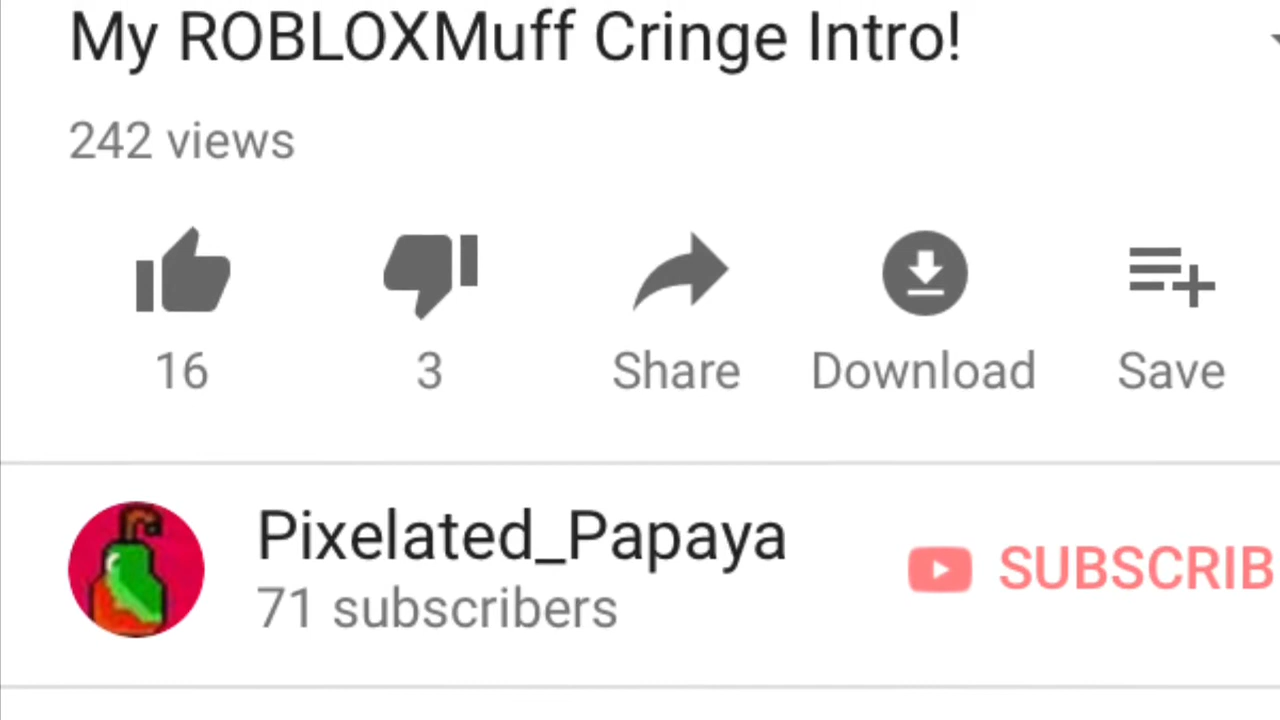 My ROBLOXMuff Cringe Intro!
242 views
16 3 Share Download Save
Pixelated_Papaya
71 subscribers
SUBSCRIB